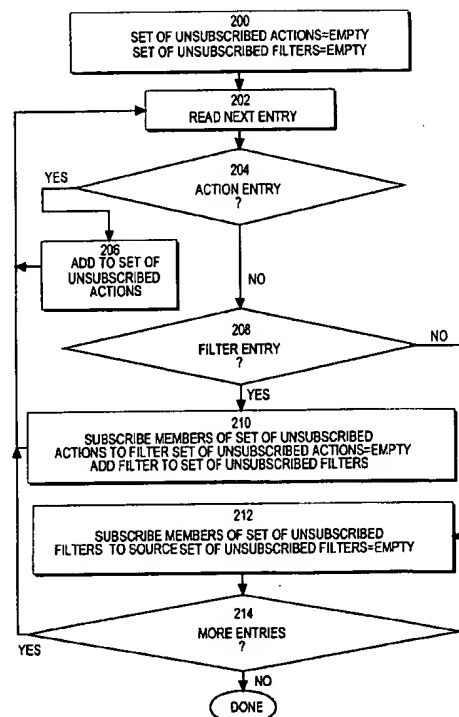 200
SET OF UNSUBSCRIBED ACTIONS=EMPTY
SET OF UNSUBSCRIBED FILTERS=EMPTY
202
READ NEXT ENTRY
204
YES
ACTION ENTRY
?
206
ADD TO SET OF
UNSUBSCRIBED
ACTIONS
NO
208
NO
FILTER ENTRY
?
YES
210
SUBSCRIBE MEMBERS OF SET OF UNSUBSCRIBED
ACTIONS TO FILTER SET OF UNSUBSCRIBED ACTIONS=EMPTY
ADD FILTER TO SET OF UNSUBSCRIBED FILTERS
212
SUBSCRIBE MEMBERS OF SET OF UNSUBSCRIBED
FILTERS TO SOURCE SET OF UNSUBSCRIBED FILTERS=EMPTY
214
MORE ENTRIES
?
YES
NO
DONE